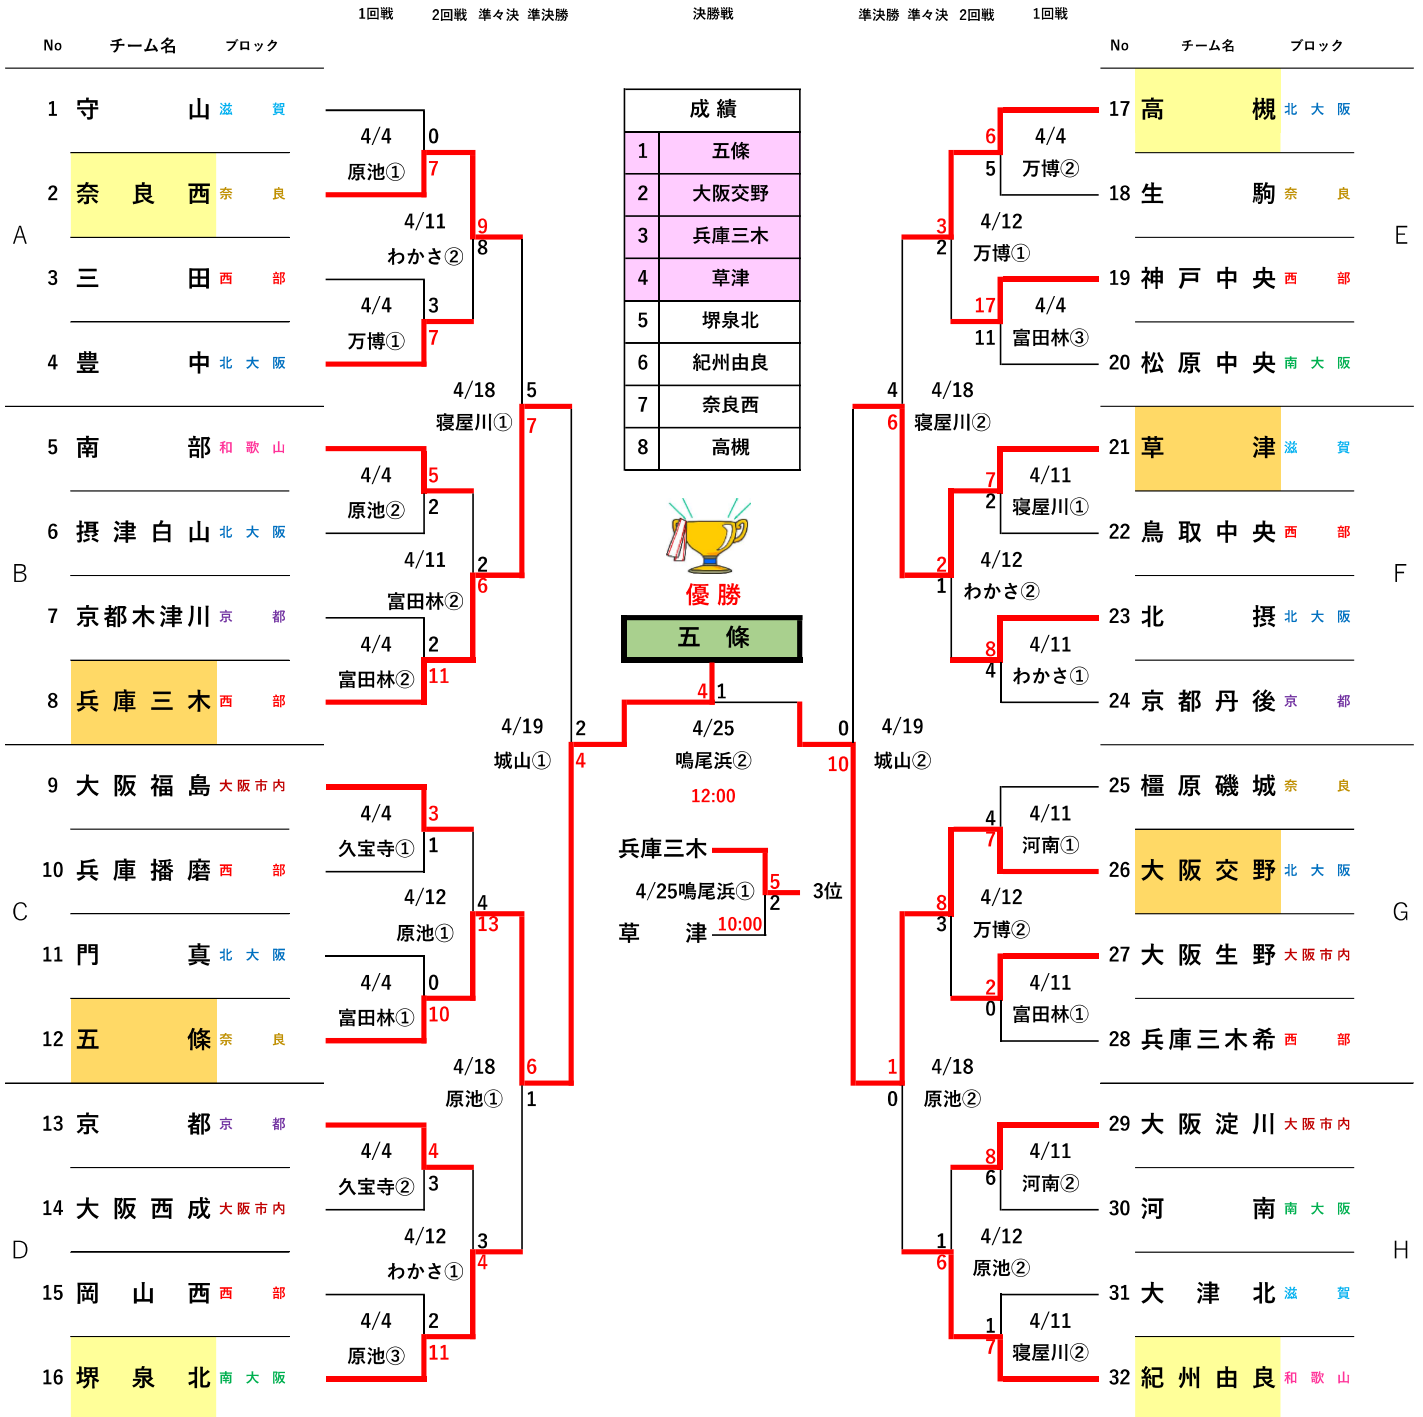 1回戦 2回戦 準々決 準決勝 決勝戦 準決勝 準々決 2回戦 1回戦
No チーム名 ブロック
A
1 守山 滋賀
2 奈良西 奈良
3 三田 西部
4 豊中 北大阪
B
5 南部 和歌山
6 摂津白山 北大阪
7 京都木津川 京都
8 兵庫三木 西部
C
9 大阪福島 大阪市内
10 兵庫播磨 西部
11 門真 北大阪
12 五條 奈良
D
13 京都 京都
14 大阪西成 大阪市内
15 岡山西 西部
16 堺泉北 南大阪
4/4 0
原池① 7
4/4 3
万博① 7
4/4 5
原池② 2
4/4 2
富田林② 11
4/4 3
久宝寺① 1
4/4 0
富田林① 10
4/4 4
久宝寺② 3
4/4 2
原池③ 11
4/11 9
わかさ② 8
4/11 2
富田林② 6
4/12 4
原池① 13
4/12 3
わかさ① 4
4/18 5
寝屋川① 7
4/18 6
原池① 1
4/19 2
城山① 4
成績
1 五條
2 大阪交野
3 兵庫三木
4 草津
5 堺泉北
6 紀州由良
7 奈良西
8 高槻
優勝
五條
4 1
4/25
鳴尾浜②
12:00
兵庫三木
4/25鳴尾浜① 5 3位
10:00 2
草津
0 4/19
10 城山②
4 4/18
6 寝屋川②
1 4/18
0 原池②
3 4/12
2 万博①
2 4/12
1 わかさ②
8 4/12
3 万博②
1 4/12
6 原池②
6 4/4
5 万博②
17 4/4
11 富田林③
7 4/11
2 寝屋川①
8 4/11
4 わかさ①
4 4/11
7 河南①
2 4/11
0 富田林①
8 4/11
6 河南②
1 4/11
7 寝屋川②
No チーム名 ブロック
17 高槻 北大阪
18 生駒 奈良
E
19 神戸中央 西部
20 松原中央 南大阪
21 草津 滋賀
22 鳥取中央 西部
F
23 北摂 北大阪
24 京都丹後 京都
25 橿原磯城 奈良
26 大阪交野 北大阪
G
27 大阪生野 大阪市内
28 兵庫三木希 西部
29 大阪淀川 大阪市内
30 河南 南大阪
H
31 大津北 滋賀
32 紀州由良 和歌山